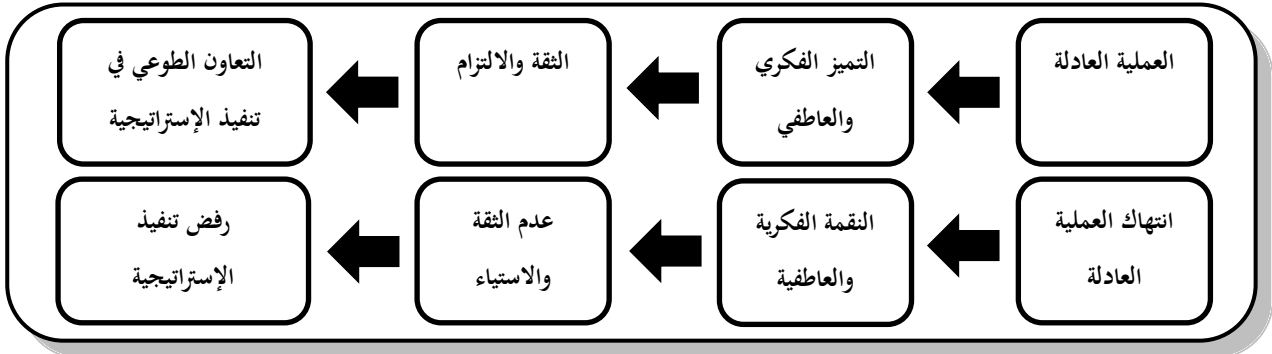 العملية العادلة
التميز الفكري
والعاطفي
الثقة والالتزام
التعاون الطوعي في
تنفيذ الإستراتيجية
انتهاك العملية
العادلة
النقمة الفكرية
والعاطفية
عدم الثقة
والاستياء
رفض تنفيذ
الإستراتيجية